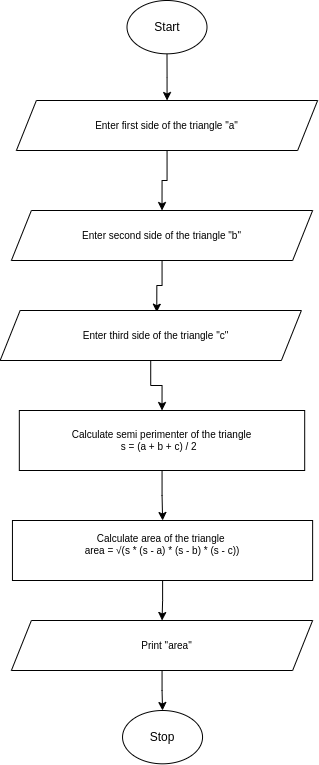 Start
Enter first side of the triangle "a"
Enter second side of the triangle "b"
Enter third side of the triangle "c"
Calculate semi perimenter of the triangle
s = (a + b + c) / 2
Calculate area of the triangle
area = √(s * (s - a) * (s - b) * (s - c))
Print "area"
Stop